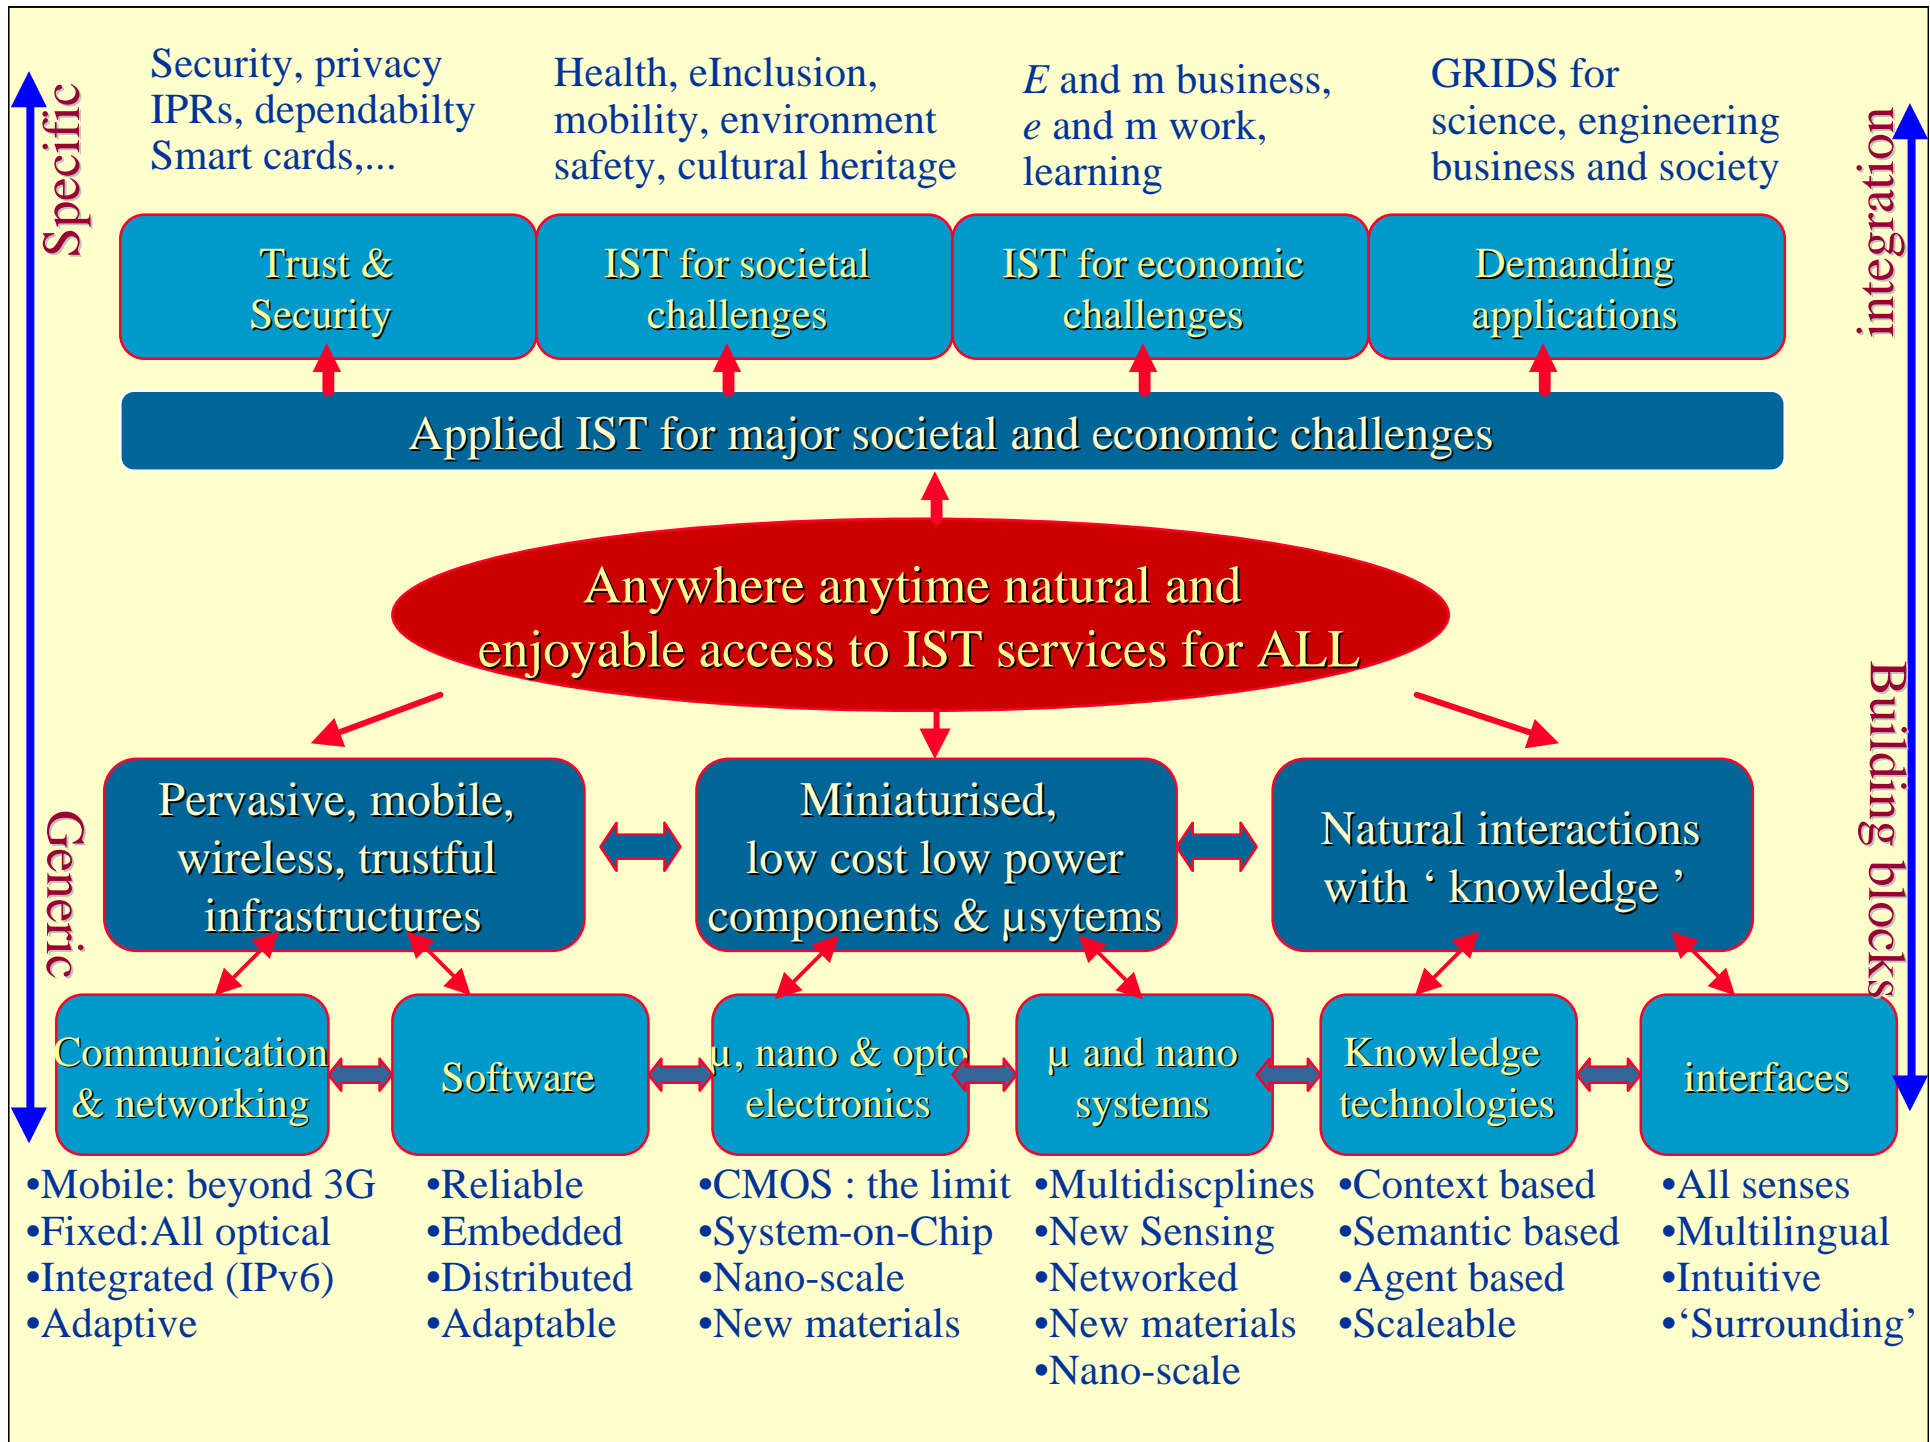 Specific
Security, privacy
IPRs, dependabilty
Smart cards,...
Health, eInclusion,
mobility, environment
safety, cultural heritage
E and m business,
e and m work,
learning
GRIDS for
science, engineering
business and society
integration
Trust &
Security
IST for societal
challenges
IST for economic
challenges
Demanding
applications
Applied IST for major societal and economic challenges
Anywhere anytime natural and
enjoyable access to IST services for ALL
Generic
Pervasive, mobile,
wireless, trustful
infrastructures
Miniaturised,
low cost low power
components & µsytems
Natural interactions
with ‘ knowledge ’
Building blocks
Communication
& networking
Software
µ, nano & opto
electronics
µ and nano
systems
Knowledge
technologies
interfaces
•Mobile: beyond 3G
•Fixed:All optical
•Integrated (IPv6)
•Adaptive
•Reliable
•Embedded
•Distributed
•Adaptable
•CMOS : the limit
•System-on-Chip
•Nano-scale
•New materials
•Multidiscplines
•New Sensing
•Networked
•New materials
•Nano-scale
•Context based
•Semantic based
•Agent based
•Scaleable
•All senses
•Multilingual
•Intuitive
•‘Surrounding’